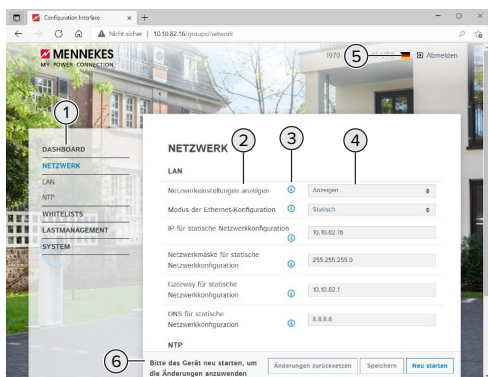 Configuration Interface
Nicht sicher | 10.10.82.16/groups/network
MENNEKES
MY POWER CONNECTION
1970-
5
Abmelden
1
DASHBOARD
NETZWERK
LAN
NTP
WHITELISTS
LASTMANAGEMENT
SYSTEM
NETZWERK
2
3
4
LAN
Netzwerkeinstellungen anzeigen
Anzeigen
Modus der Ethernet-Konfiguration
Statisch
IP für statische Netzwerkkonfiguration
10.10.82.16
Netzwerkmaske für statische
Netzwerkkonfiguration
255.255.255.0
Gateway für statische
Netzwerkkonfiguration
10.10.82.1
DNS für statische
Netzwerkkonfiguration
8.8.8.8
NTP
6
Bitte das Gerät neu starten, um
die Änderungen anzuwenden
Änderungen zurücksetzen
Speichern
Neu starten